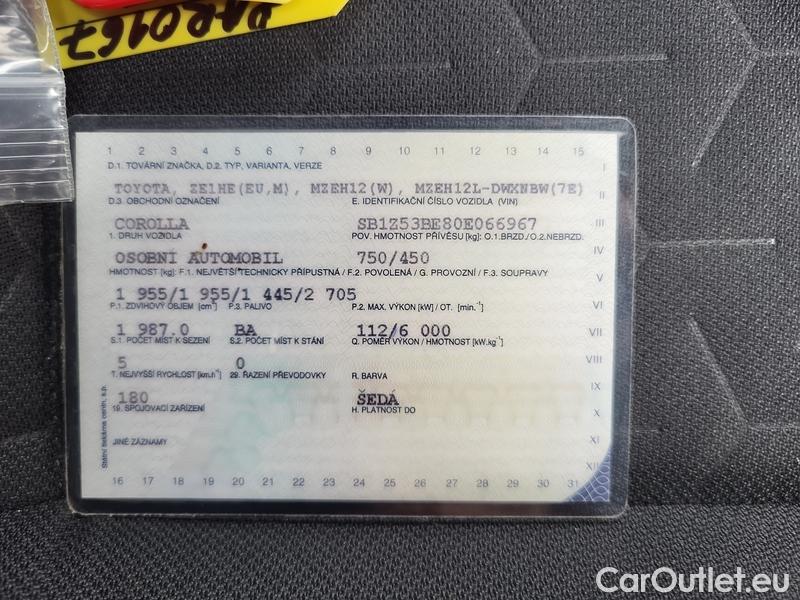 PAR0167
1 2 3 4 5 6 7 8 9 10 11 12 13 14 15
D.1. TOVÁRNÍ ZNAČKA, D.2. TYP, VARIANTA, VERZE I
TOYOTA, ZE1HE(EU,M), MZEH12(W), MZEH12L-DWXNBW(7E) II
D.3. OBCHODNÍ OZNAČENÍ E. IDENTIFIKAČNÍ ČÍSLO VOZIDLA (VIN)
COROLLA SB1Z53BE80E066967 III
1. DRUH VOZIDLA POV. HMOTNOST PŘÍVĚSU [kg]: O.1.BRZD./O.2.NEBRZD.
OSOBNÍ AUTOMOBIL 750/450 IV
HMOTNOST [kg]: F.1. NEJVĚTŠÍ TECHNICKY PŘÍPUSTNÁ / F.2. POVOLENÁ / G. PROVOZNÍ / F.3. SOUPRAVY
V
1 955/1 955/1 445/2 705
P.1. ZDVIHOVÝ OBJEM [cm³] P.3. PALIVO P.2. MAX. VÝKON [kW] / OT. [min.⁻¹] VI
1 987.0 BA 112/6 000 VII
S.1. POČET MÍST K SEZENÍ S.2. POČET MÍST K STÁNÍ Q. POMĚR VÝKON / HMOTNOST [kW.kg⁻¹]
5 0 VIII
T. NEJVYŠŠÍ RYCHLOST [km.h⁻¹] 29. ŘAZENÍ PŘEVODOVKY R. BARVA
IX
180 ŠEDÁ
19. SPOJOVACÍ ZAŘÍZENÍ H. PLATNOST DO X
JINÉ ZÁZNAMY XI
XII
16 17 18 19 20 21 22 23 24 25 26 27 28 29 30 31
Státní tiskárna cenin, s.p.
CarOutlet.eu